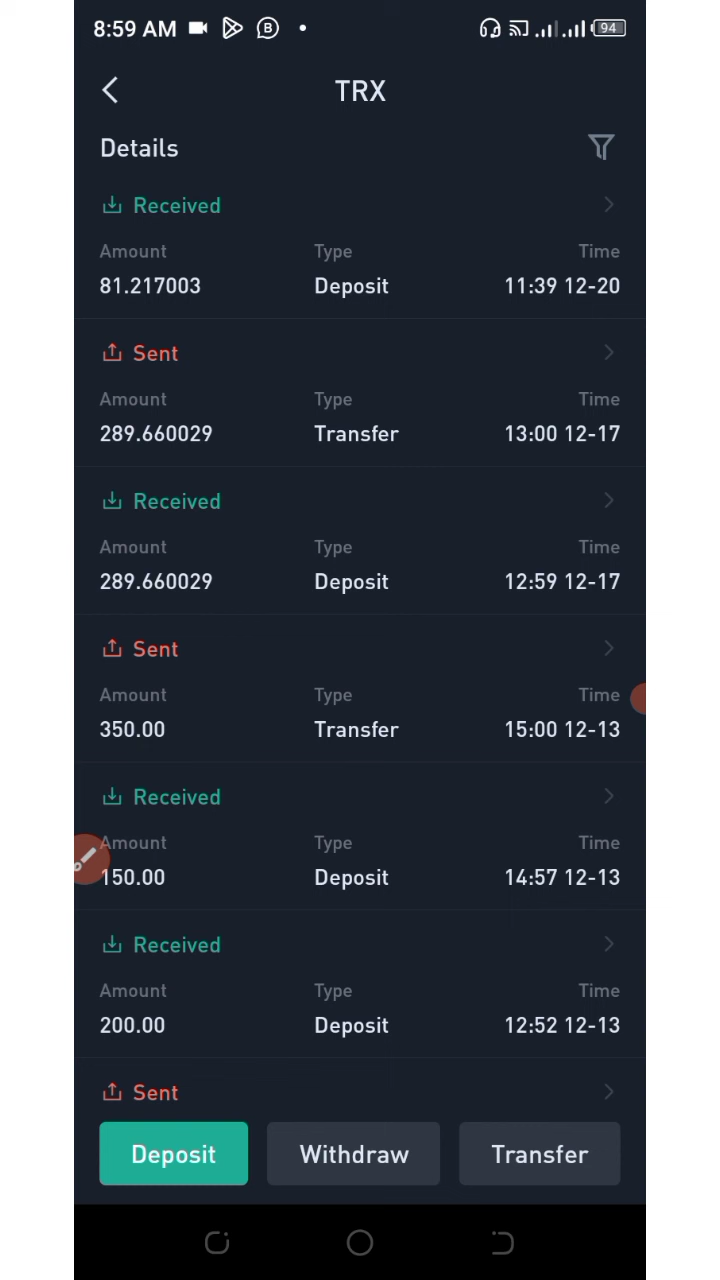 8:59 AM B 94
TRX
Details
Received
Amount Type Time
81.217003 Deposit 11:39 12-20
Sent
Amount Type Time
289.660029 Transfer 13:00 12-17
Received
Amount Type Time
289.660029 Deposit 12:59 12-17
Sent
Amount Type Time
350.00 Transfer 15:00 12-13
Received
Amount Type Time
150.00 Deposit 14:57 12-13
Received
Amount Type Time
200.00 Deposit 12:52 12-13
Sent
Deposit Withdraw Transfer